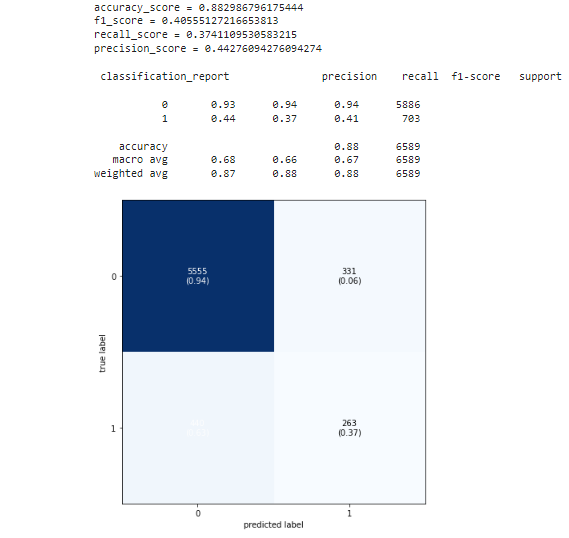 accuracy_score = 0.882986796175444
f1_score = 0.40555127216653813
recall_score = 0.3741109530583215
precision_score = 0.44276094276094274
classification_report precision recall f1-score support
0 0.93 0.94 0.94 5886
1 0.44 0.37 0.41 703
accuracy 0.88 6589
macro avg 0.68 0.66 0.67 6589
weighted avg 0.87 0.88 0.88 6589
5555 331
0 (0.94) (0.06)
true label
263
1 (0.37)
0 1
predicted label